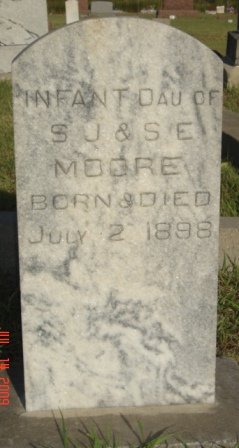 INFANT DAU OF
S J & S E
MOORE
BORN & DIED
JULY 2 1898